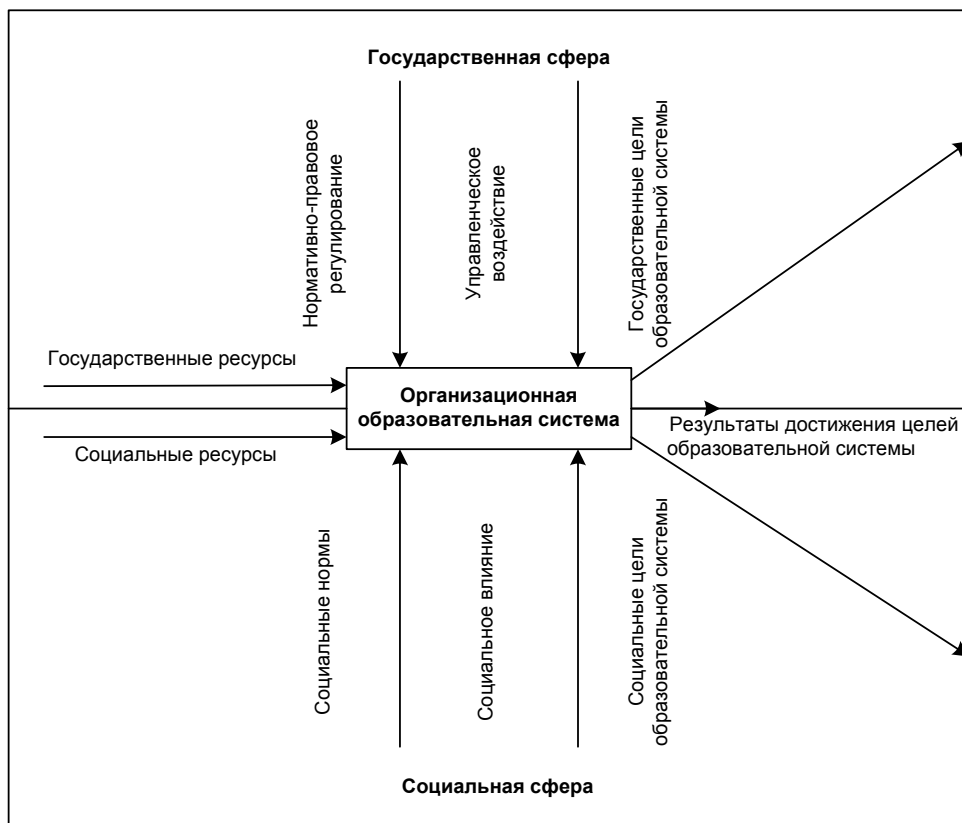 Государственная сфера
Нормативно-правовое
регулирование
Управленческое
воздействие
Государственные цели
образовательной системы
Государственные ресурсы
Организационная
образовательная система
Результаты достижения целей
образовательной системы
Социальные ресурсы
Социальные нормы
Социальное влияние
Социальные цели
образовательной системы
Социальная сфера